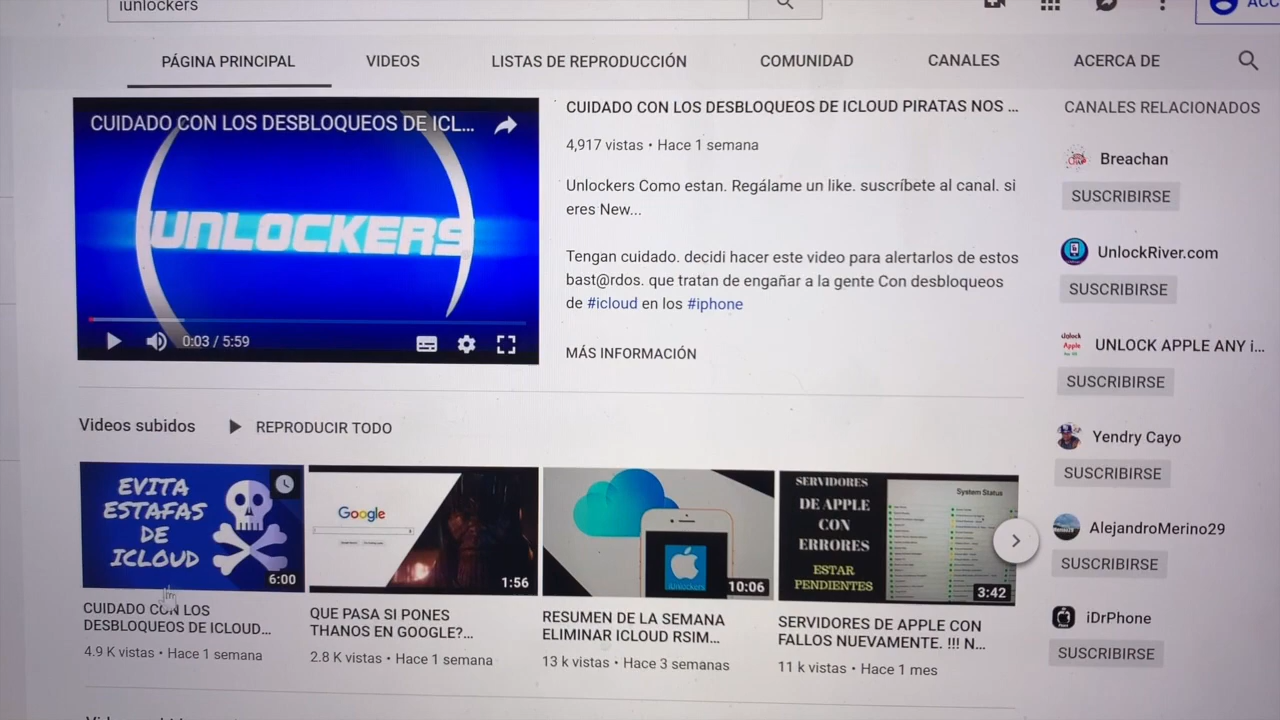 iunlockers
ACC
PÁGINA PRINCIPAL
VIDEOS
LISTAS DE REPRODUCCIÓN
COMUNIDAD
CANALES
ACERCA DE
CUIDADO CON LOS DESBLOQUEOS DE ICL...
UNLOCKERS
0:03 / 5:59
CUIDADO CON LOS DESBLOQUEOS DE ICLOUD PIRATAS NOS ...
4,917 vistas • Hace 1 semana
Unlockers Como estan. Regálame un like. suscríbete al canal. si
eres New...
Tengan cuidado. decidi hacer este video para alertarlos de estos
bast@rdos. que tratan de engañar a la gente Con desbloqueos
de #icloud en los #iphone
MÁS INFORMACIÓN
CANALES RELACIONADOS
Breachan
SUSCRIBIRSE
UnlockRiver.com
SUSCRIBIRSE
UNLOCK APPLE ANY i...
SUSCRIBIRSE
Yendry Cayo
SUSCRIBIRSE
AlejandroMerino29
SUSCRIBIRSE
iDrPhone
SUSCRIBIRSE
Videos subidos
REPRODUCIR TODO
EVITA
ESTAFAS
DE
ICLOUD
6:00
CUIDADO CON LOS
DESBLOQUEOS DE ICLOUD...
4.9 K vistas • Hace 1 semana
Google
1:56
QUE PASA SI PONES
THANOS EN GOOGLE?...
2.8 K vistas • Hace 1 semana
iUnlockers
10:06
RESUMEN DE LA SEMANA
ELIMINAR ICLOUD RSIM...
13 k vistas • Hace 3 semanas
SERVIDORES
DE APPLE
CON
ERRORES
ESTAR
PENDIENTES
System Status
3:42
SERVIDORES DE APPLE CON
FALLOS NUEVAMENTE. !!! N...
11 k vistas • Hace 1 mes